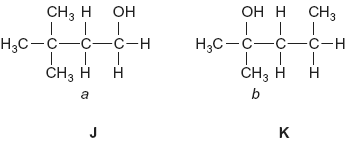 CH₃ H OH OH H CH₃
H₃C–C–C–C–H H₃C–C–C–C–H
CH₃ H H CH₃ H H
a b
J K